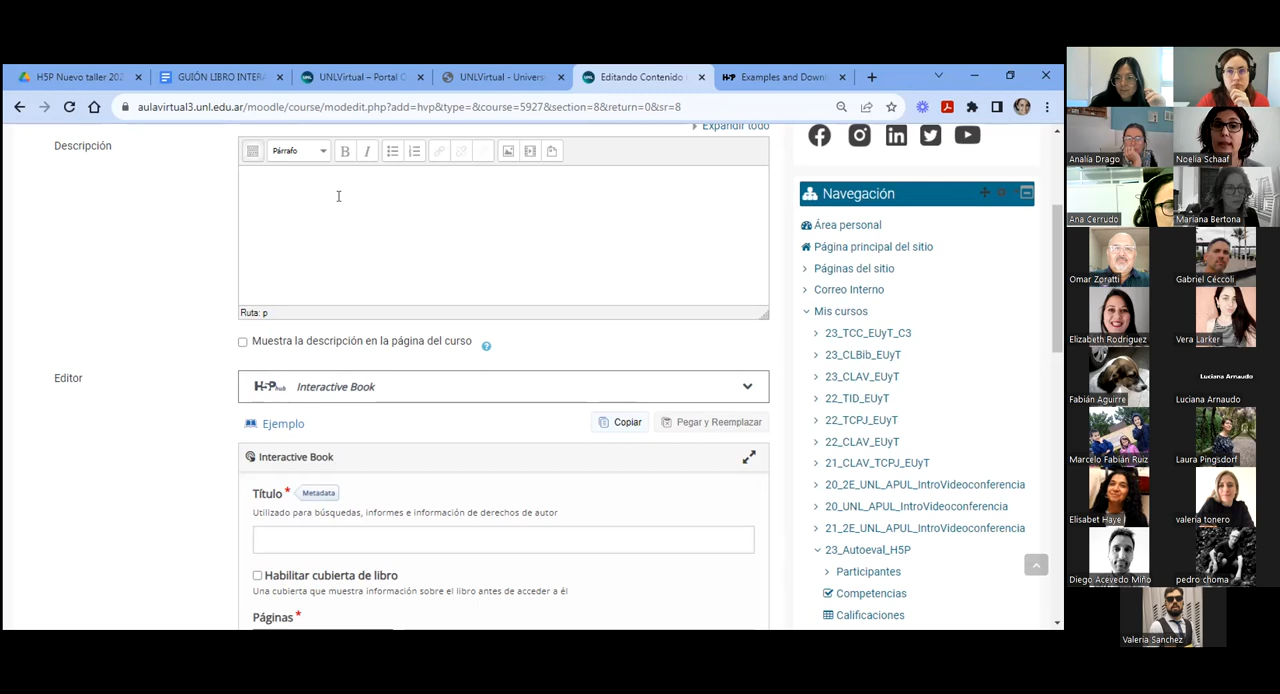 H5P Nuevo taller 202
GUIÓN LIBRO INTERA
UNLVirtual – Portal C
UNLVirtual - Univers
Editando Contenido
H-P Examples and Down
aulavirtual3.unl.edu.ar/moodle/course/modedit.php?add=hvp&type=&course=5927&section=8&return=0&sr=8
Expandir todo
Descripción
Párrafo
B I
Ruta: p
Muestra la descripción en la página del curso
Editor
H5P hub Interactive Book
Ejemplo
Copiar
Pegar y Reemplazar
Interactive Book
Título * Metadata
Utilizado para búsquedas, informes e información de derechos de autor
Habilitar cubierta de libro
Una cubierta que muestra información sobre el libro antes de acceder a él
Páginas *
Navegación
Área personal
Página principal del sitio
Páginas del sitio
Correo Interno
Mis cursos
23_TCC_EUyT_C3
23_CLBib_EUyT
23_CLAV_EUyT
22_TID_EUyT
22_TCPJ_EUyT
22_CLAV_EUyT
21_CLAV_TCPJ_EUyT
20_2E_UNL_APUL_IntroVideoconferencia
20_UNL_APUL_IntroVideoconferencia
21_2E_UNL_APUL_IntroVideoconferencia
23_Autoeval_H5P
Participantes
Competencias
Calificaciones
Analía Drago
Noelia Schaaf
Ana Cerrudo
Mariana Bertona
Omar Zoratti
Gabriel Céccoli
Elizabeth Rodriguez
Vera Larker
Luciana Arnaudo
Fabián Aguirre
Luciana Arnaudo
Marcelo Fabián Ruiz
Laura Pingsdorf
Elisabet Haye
valeria tonero
Diego Acevedo Miño
pedro choma
Valeria Sanchez